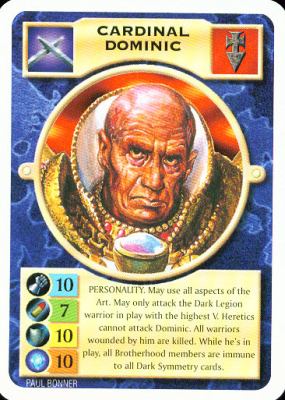 CARDINAL
DOMINIC
10
7
10
10
PERSONALITY. May use all aspects of the
Art. May only attack the Dark Legion
warrior in play with the highest V. Heretics
cannot attack Dominic. All warriors
wounded by him are killed. While he's in
play, all Brotherhood members are immune
to all Dark Symmetry cards.
PAUL BONNER